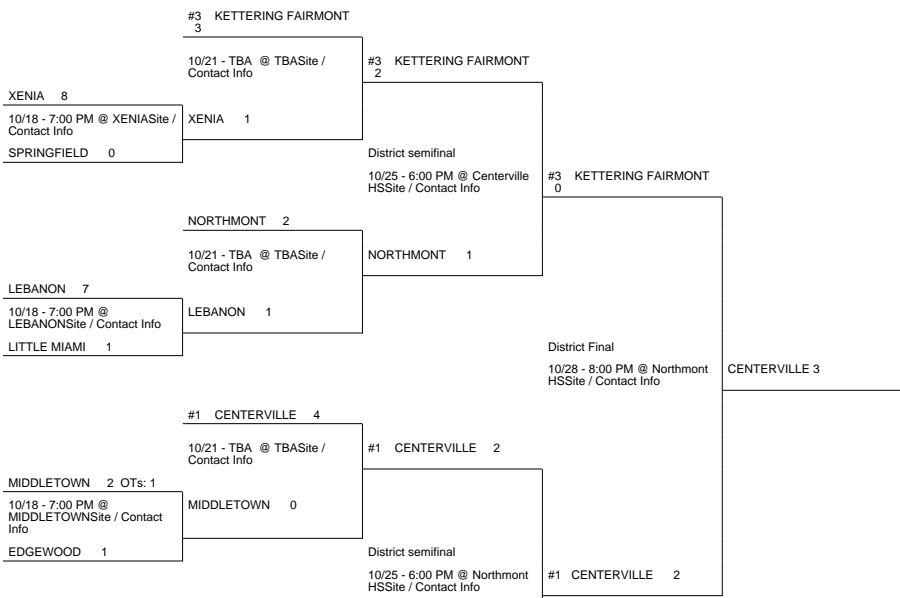 #3 KETTERING FAIRMONT
3
10/21 - TBA @ TBASite /
Contact Info
#3 KETTERING FAIRMONT
2
XENIA 8
10/18 - 7:00 PM @ XENIASite /
Contact Info
XENIA 1
SPRINGFIELD 0
District semifinal
10/25 - 6:00 PM @ Centerville
HSSite / Contact Info
#3 KETTERING FAIRMONT
0
NORTHMONT 2
10/21 - TBA @ TBASite /
Contact Info
NORTHMONT 1
LEBANON 7
10/18 - 7:00 PM @
LEBANONSite / Contact Info
LEBANON 1
LITTLE MIAMI 1
District Final
10/28 - 8:00 PM @ Northmont
HSSite / Contact Info
CENTERVILLE 3
#1 CENTERVILLE 4
10/21 - TBA @ TBASite /
Contact Info
#1 CENTERVILLE 2
MIDDLETOWN 2 OTs: 1
10/18 - 7:00 PM @
MIDDLETOWNSite / Contact
Info
MIDDLETOWN 0
EDGEWOOD 1
District semifinal
10/25 - 6:00 PM @ Northmont
HSSite / Contact Info
#1 CENTERVILLE 2